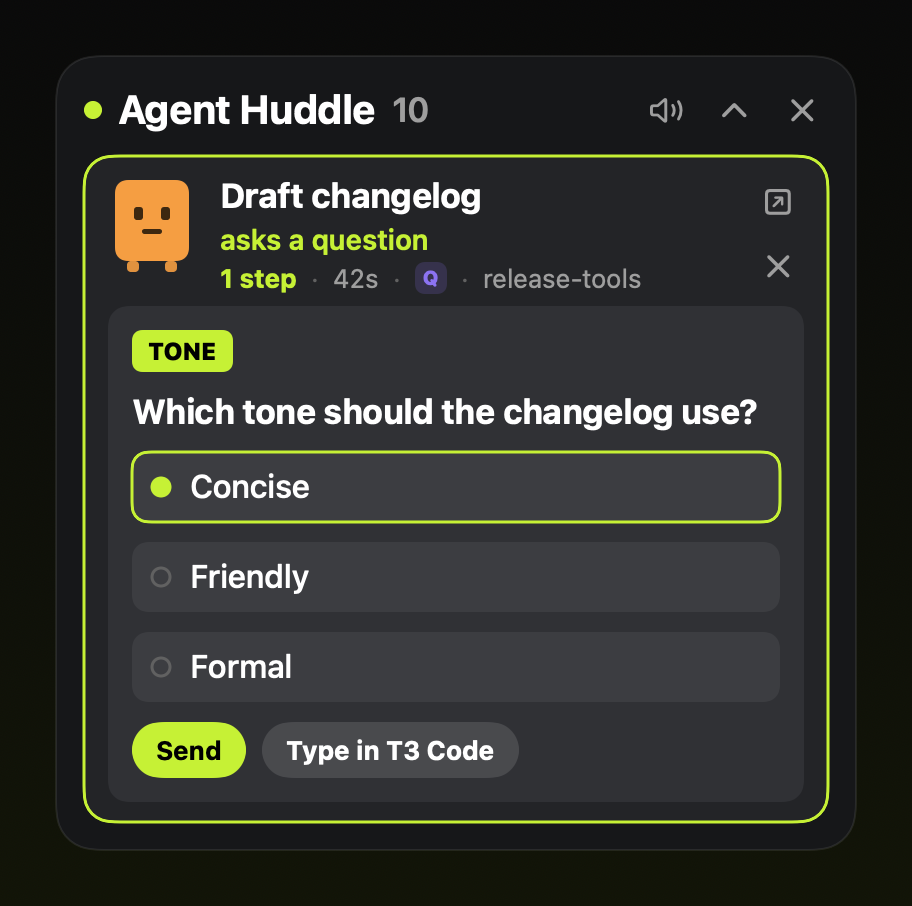 Agent Huddle 10
Draft changelog
asks a question
1 step · 42s · Q · release-tools
TONE
Which tone should the changelog use?
Concise
Friendly
Formal
Send Type in T3 Code